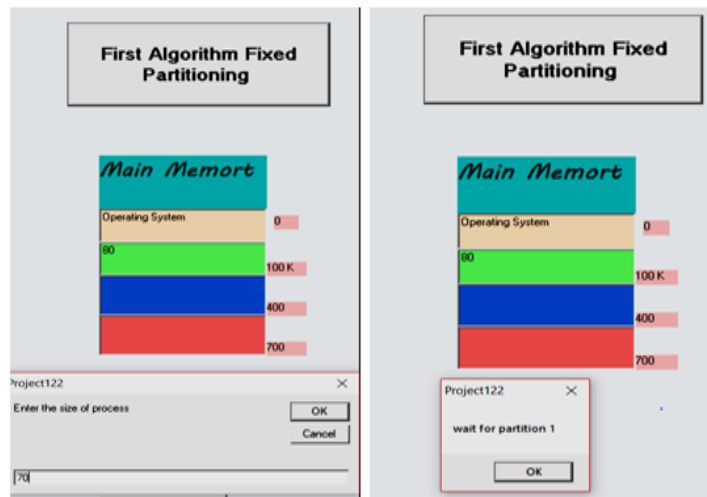 First Algorithm Fixed
Partitioning
Main Memort
Operating System
0
80
100 K
400
700
Project122
Enter the size of process
OK
Cancel
70
First Algorithm Fixed
Partitioning
Main Memort
Operating System
0
80
100 K
400
700
Project122
wait for partition 1
OK